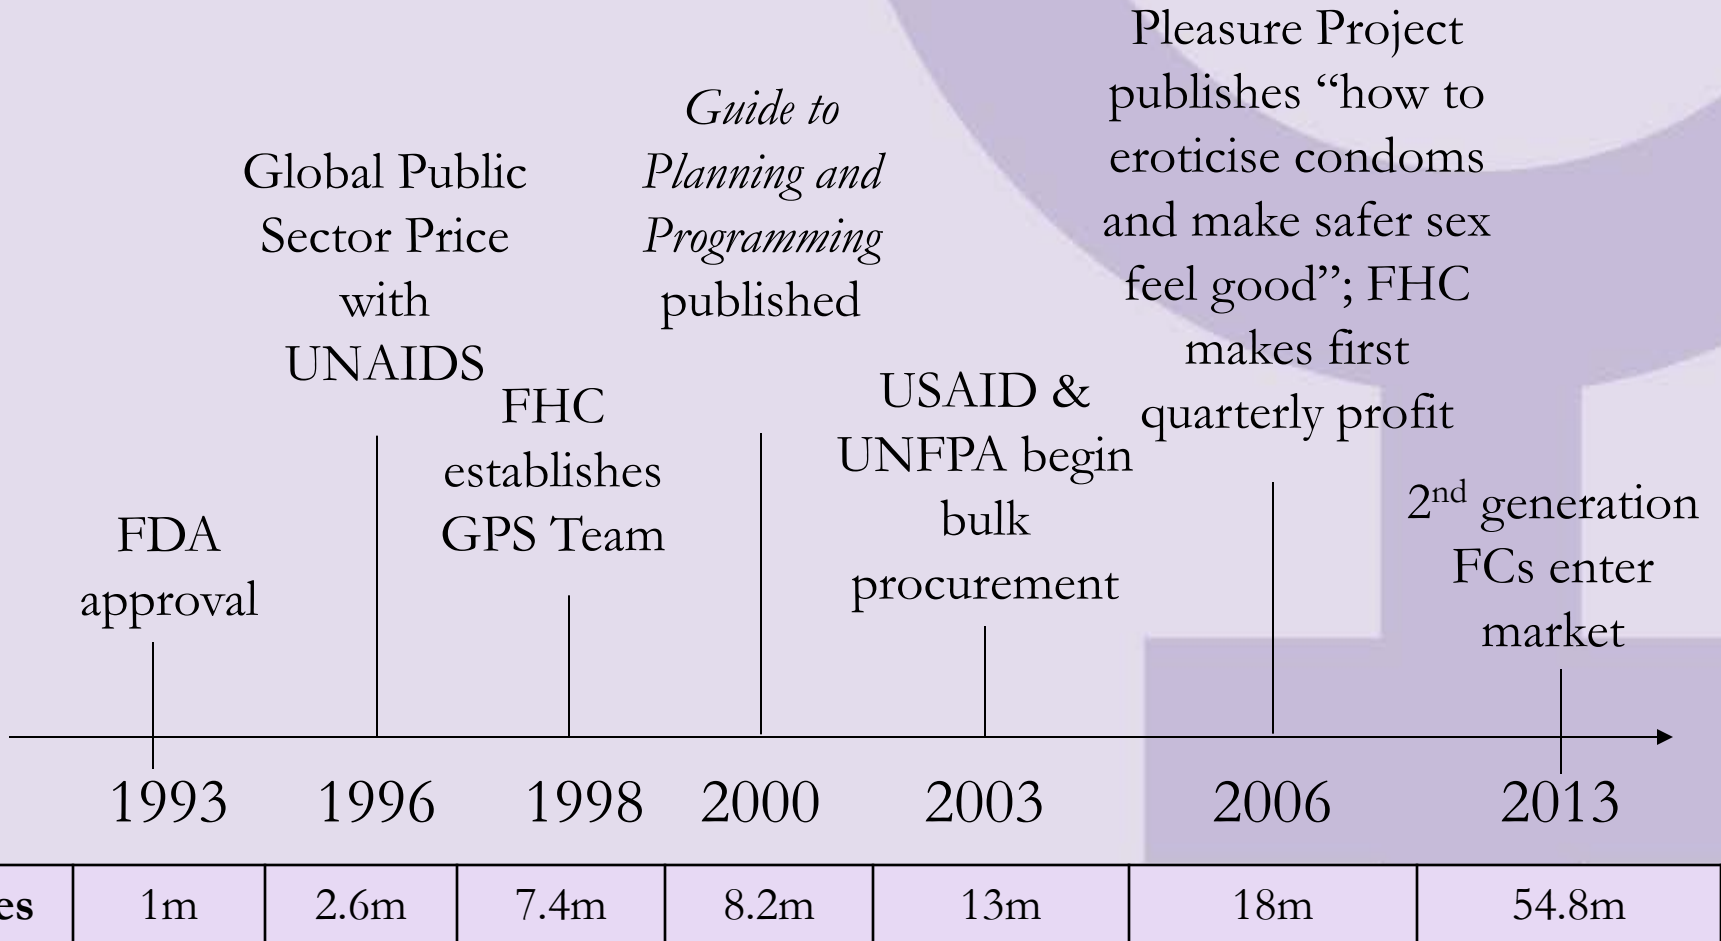 FDA
approval
Global Public
Sector Price
with
UNAIDS
FHC
establishes
GPS Team
Guide to
Planning and
Programming
published
USAID &
UNFPA begin
bulk
procurement
Pleasure Project
publishes “how to
eroticise condoms
and make safer sex
feel good”; FHC
makes first
quarterly profit
2nd generation
FCs enter
market
1993 1996 1998 2000 2003 2006 2013
es 1m 2.6m 7.4m 8.2m 13m 18m 54.8m